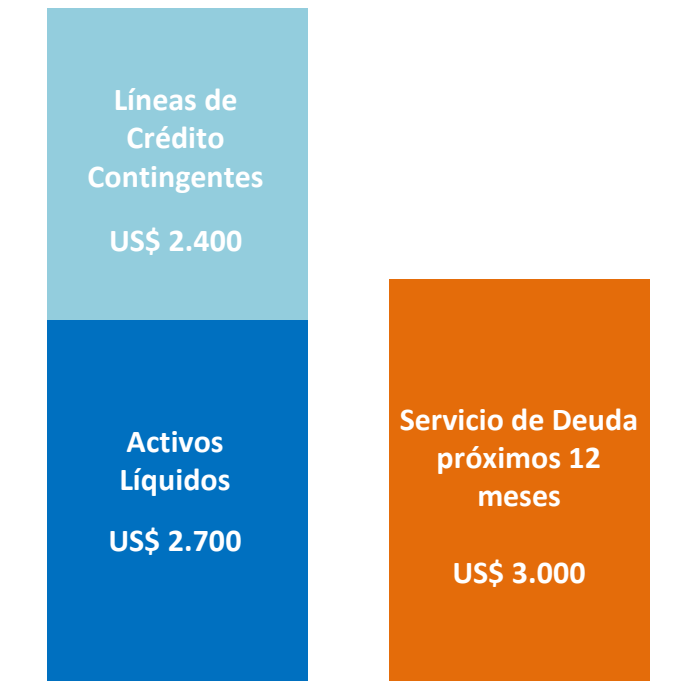 Líneas de
Crédito
Contingentes
US$ 2.400
Activos
Líquidos
US$ 2.700
Servicio de Deuda
próximos 12
meses
US$ 3.000